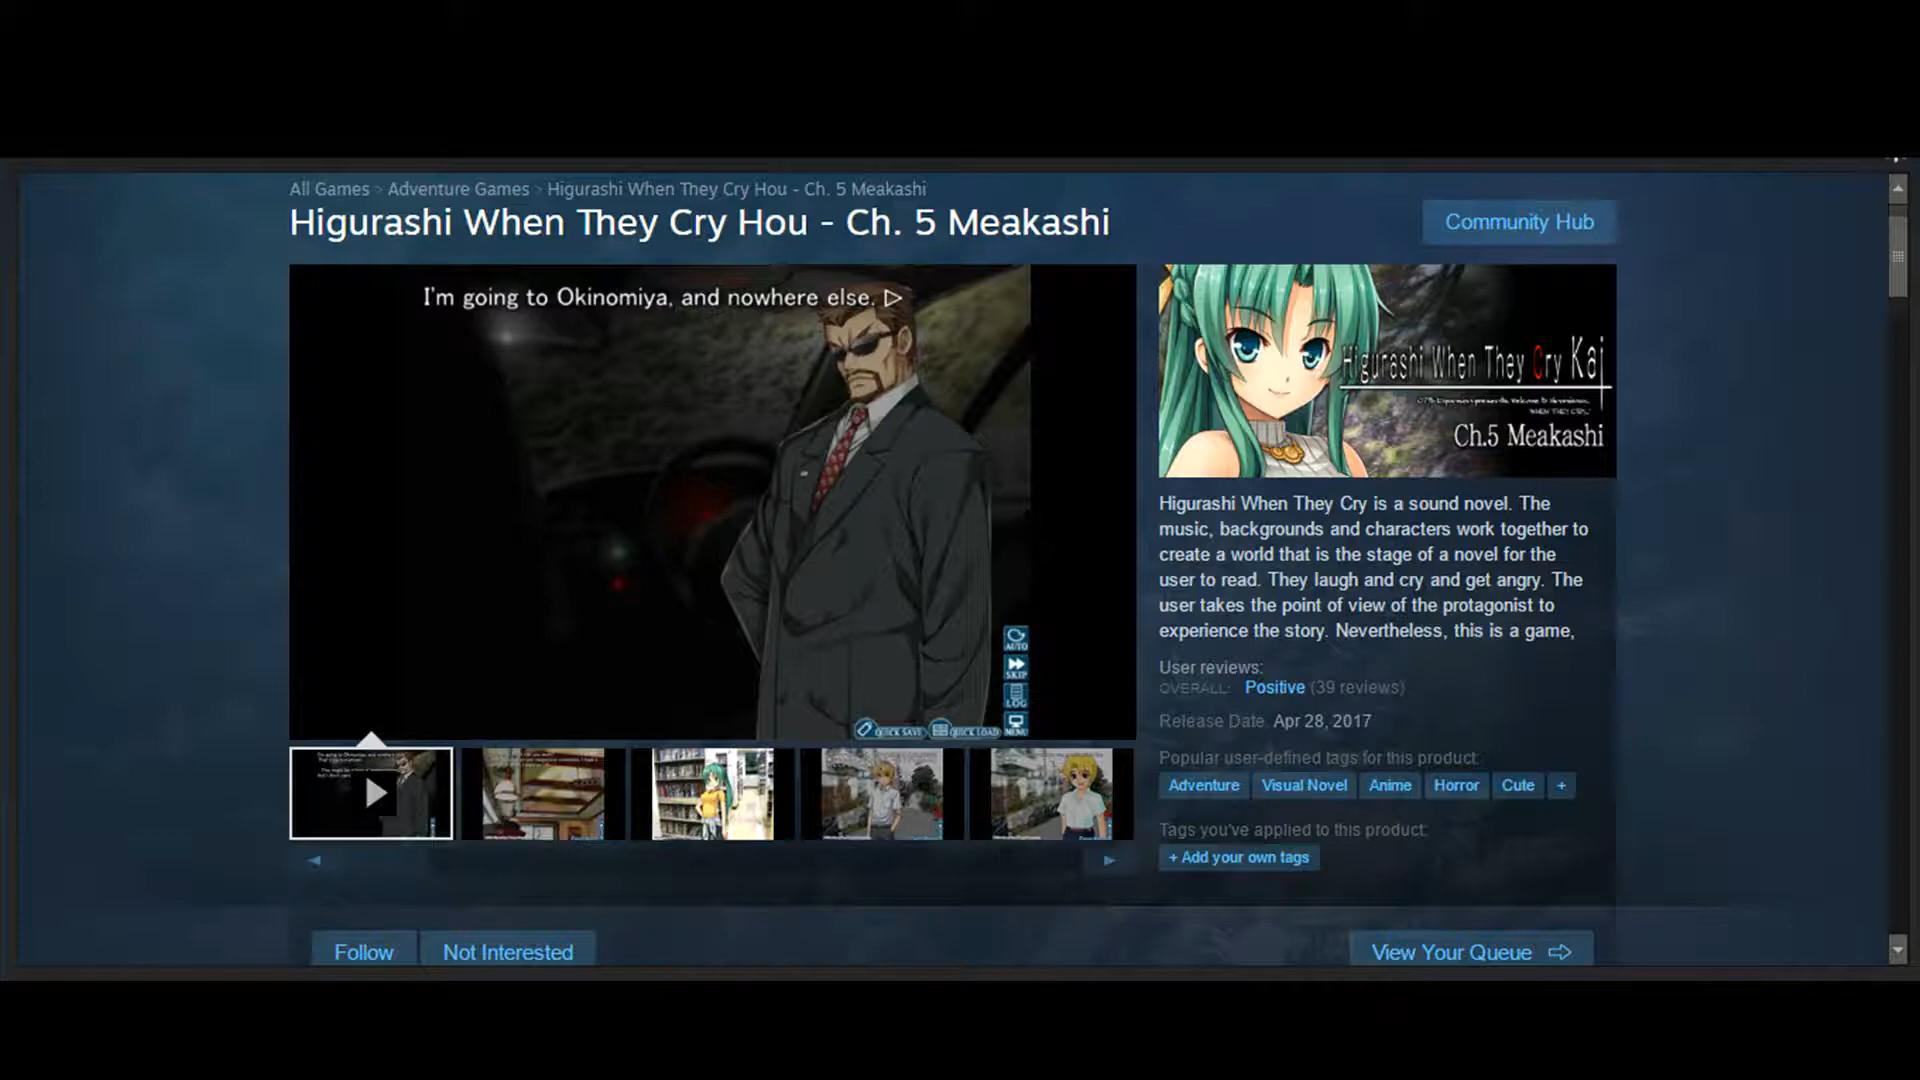 All Games > Adventure Games > Higurashi When They Cry Hou - Ch. 5 Meakashi
Higurashi When They Cry Hou - Ch. 5 Meakashi
Community Hub
I'm going to Okinomiya, and nowhere else.
AUTO
SKIP
LOG
MENU
QUICK SAVE
QUICK LOAD
Higurashi When They Cry Kai
Ch.5 Meakashi
Higurashi When They Cry is a sound novel. The
music, backgrounds and characters work together to
create a world that is the stage of a novel for the
user to read. They laugh and cry and get angry. The
user takes the point of view of the protagonist to
experience the story. Nevertheless, this is a game,
User reviews:
OVERALL: Positive (39 reviews)
Release Date: Apr 28, 2017
Popular user-defined tags for this product:
Adventure Visual Novel Anime Horror Cute +
Tags you've applied to this product:
+ Add your own tags
Follow Not Interested View Your Queue